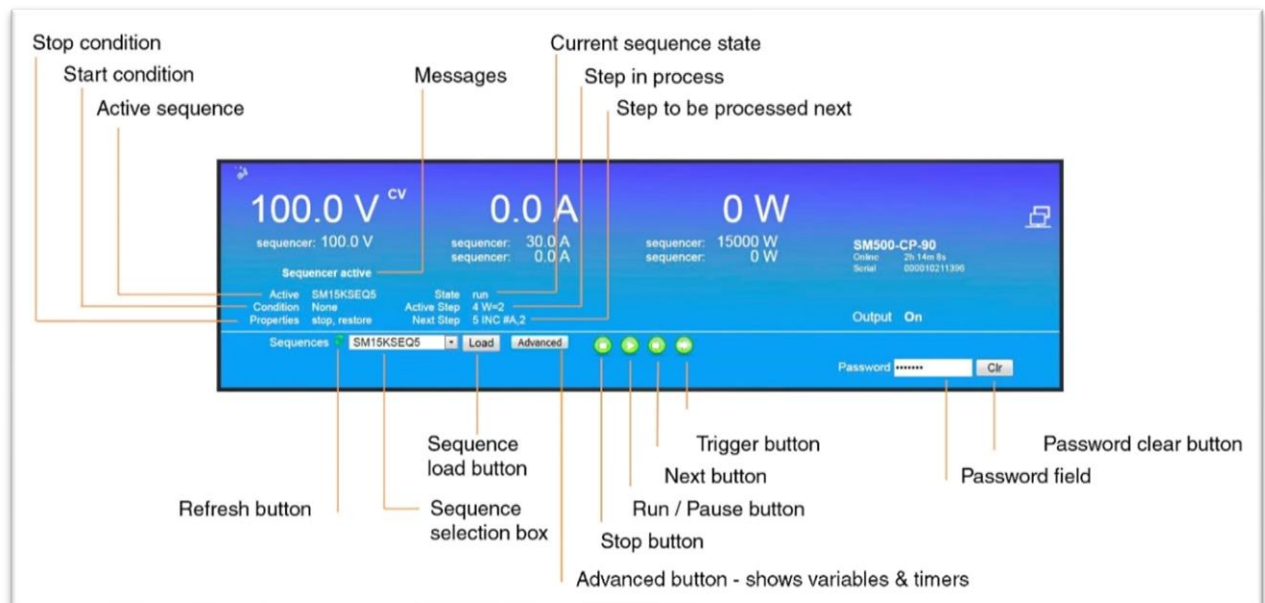 Stop condition
Current sequence state
Start condition
Messages
Step in process
Active sequence
Step to be processed next
100.0 V CV
0.0 A
0 W
sequencer: 100.0 V
sequencer: 30.0 A
sequencer: 15000 W
SM500-CP-90
sequencer: 0.0 A
sequencer: 0 W
Online 2h 14m 8s
Serial 000010211396
Sequencer active
Active SM15KSEQ5
State run
Condition None
Active Step 4 W=2
Properties stop, restore
Next Step 5 INC #A,2
Output On
Sequences SM15KSEQ5 Load Advanced
Password ••••••• Clr
Sequence
load button
Trigger button
Password clear button
Next button
Password field
Refresh button
Sequence
selection box
Run / Pause button
Stop button
Advanced button - shows variables & timers